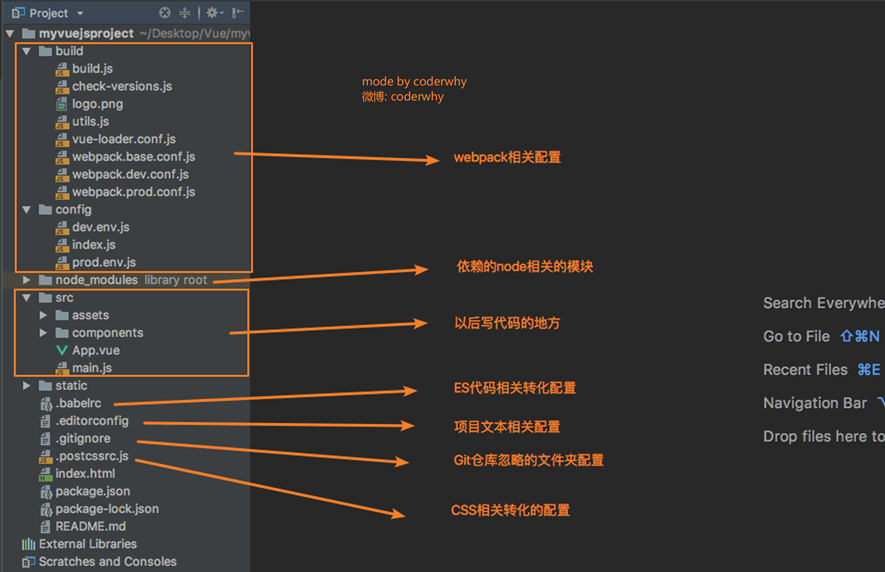 Project
myvuejsproject ~/Desktop/Vue/my
build
build.js
check-versions.js
logo.png
utils.js
vue-loader.conf.js
webpack.base.conf.js
webpack.dev.conf.js
webpack.prod.conf.js
config
dev.env.js
index.js
prod.env.js
node_modules library root
src
assets
components
App.vue
main.js
static
.babelrc
.editorconfig
.gitignore
.postcssrc.js
index.html
package.json
package-lock.json
README.md
External Libraries
Scratches and Consoles
mode by coderwhy
微博: coderwhy
webpack相关配置
依赖的node相关的模块
以后写代码的地方
ES代码相关转化配置
项目文本相关配置
Git仓库忽略的文件夹配置
CSS相关转化的配置
Search Everywhe
Go to File ⇧⌘N
Recent Files ⌘E
Navigation Bar
Drop files here to